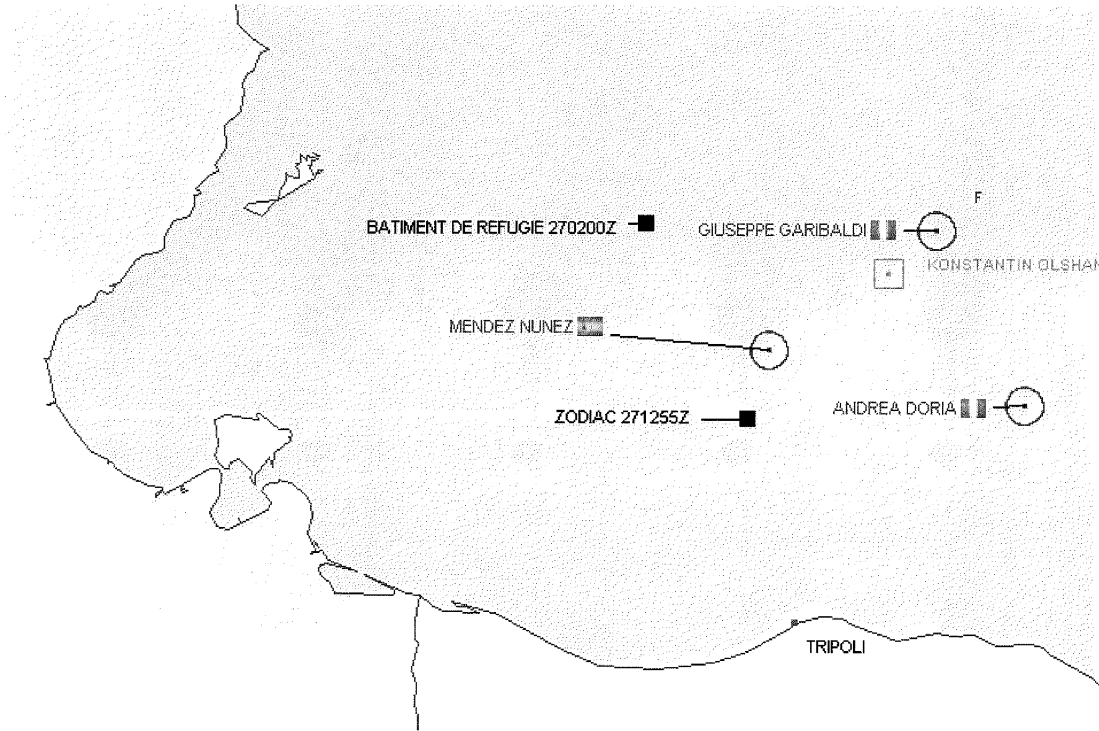 F
BATIMENT DE REFUGIE 270200Z
GIUSEPPE GARIBALDI
KONSTANTIN OLSHAN
MENDEZ NUNEZ
ZODIAC 271255Z
ANDREA DORIA
TRIPOLI